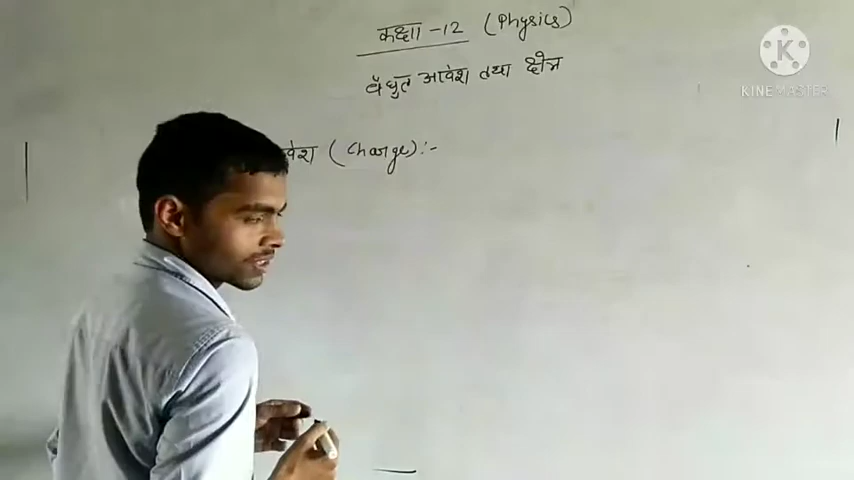 कक्षा -12 (Physics)
वैधुत आवेश तथा क्षेत्र
(Charge):-
K
KINEMASTER